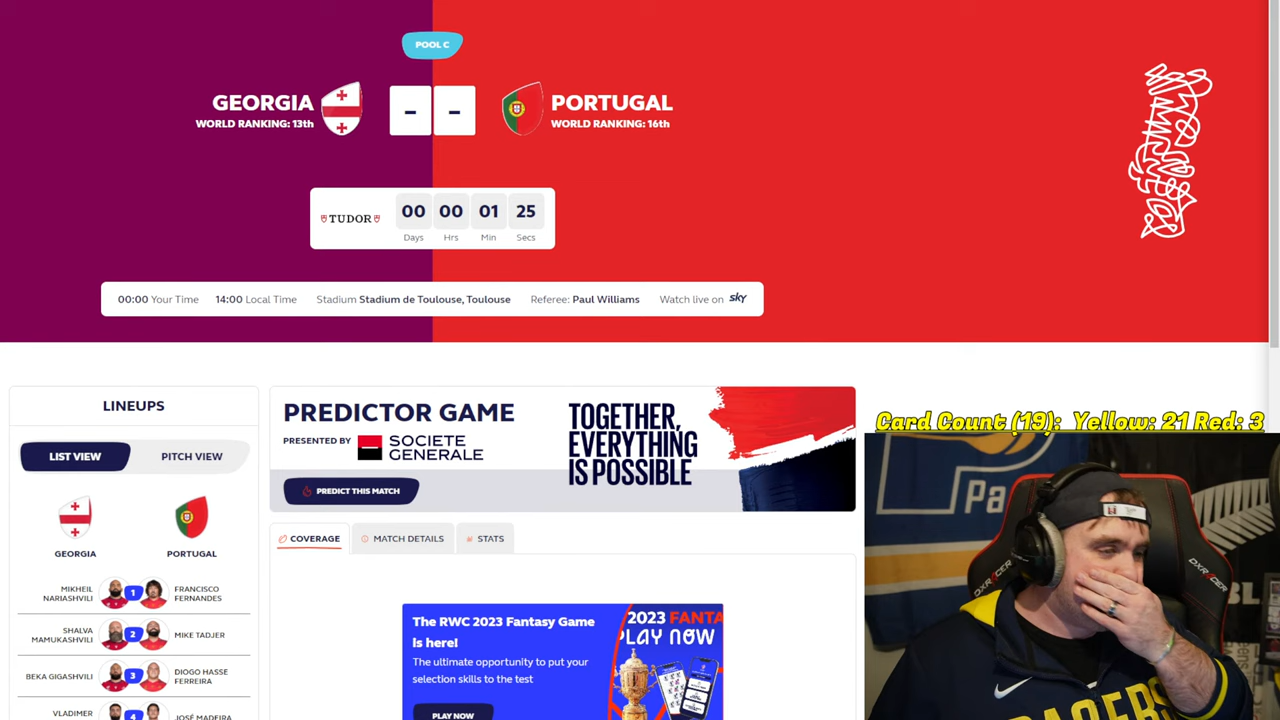 POOL C
GEORGIA
WORLD RANKING: 13th
- -
PORTUGAL
WORLD RANKING: 16th
TUDOR
00 00 01 25
Days Hrs Min Secs
00:00 Your Time 14:00 Local Time Stadium Stadium de Toulouse, Toulouse Referee: Paul Williams Watch live on sky
LINEUPS
LIST VIEW PITCH VIEW
GEORGIA PORTUGAL
MIKHEIL
NARIASHVILI
1
FRANCISCO
FERNANDES
SHALVA
MAMUKASHVILI
2
MIKE TADJER
BEKA GIGASHVILI
3
DIOGO HASSE
FERREIRA
VLADIMER
4
JOSÉ MADEIRA
PREDICTOR GAME
PRESENTED BY
SOCIETE
GENERALE
PREDICT THIS MATCH
TOGETHER,
EVERYTHING
IS POSSIBLE
COVERAGE MATCH DETAILS STATS
The RWC 2023 Fantasy Game
Is here!
The ultimate opportunity to put your
selection skills to the test
PLAY NOW
2023 FANTA
PLAY NOW
Card Count (19): Yellow: 21 Red: 3
Pa
DXRACER
DXRACER
PACERS